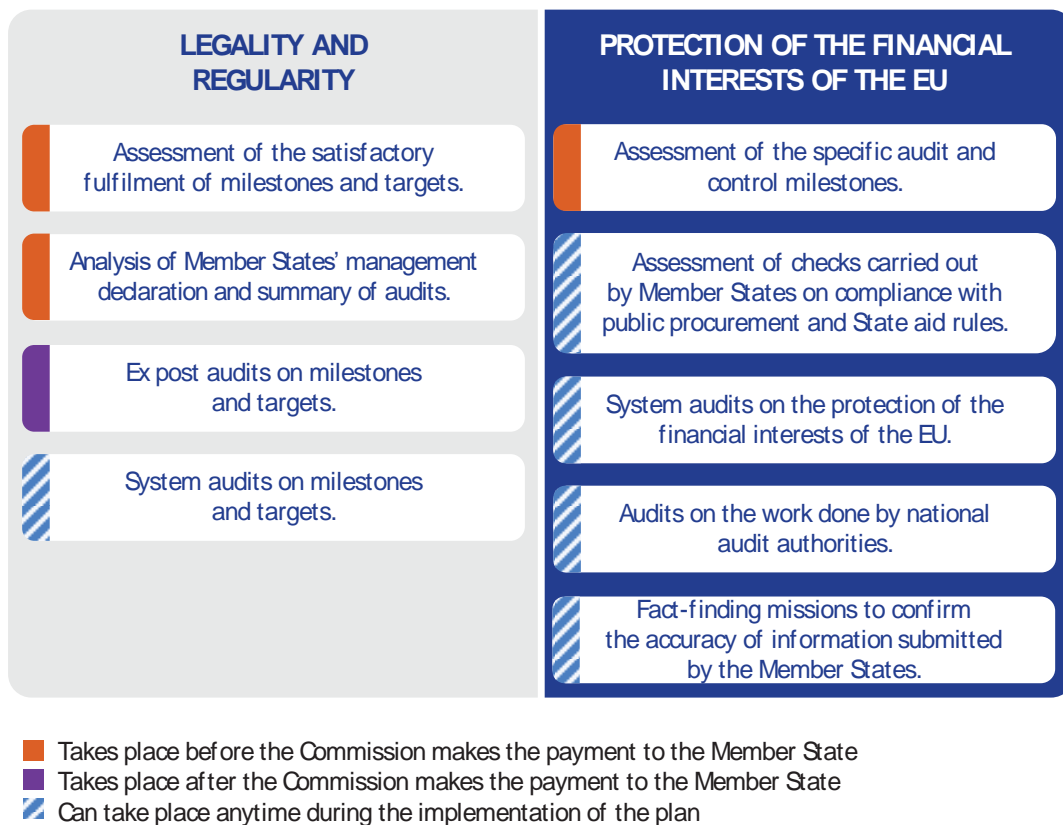 LEGALITY AND
REGULARITY
Assessment of the satisfactory
fulfilment of milestones and targets.
Analysis of Member States’ management
declaration and summary of audits.
Ex post audits on milestones
and targets.
System audits on milestones
and targets.
PROTECTION OF THE FINANCIAL
INTERESTS OF THE EU
Assessment of the specific audit and
control milestones.
Assessment of checks carried out
by Member States on compliance with
public procurement and State aid rules.
System audits on the protection of the
financial interests of the EU.
Audits on the work done by national
audit authorities.
Fact-finding missions to confirm
the accuracy of information submitted
by the Member States.
Takes place before the Commission makes the payment to the Member State
Takes place after the Commission makes the payment to the Member State
Can take place anytime during the implementation of the plan